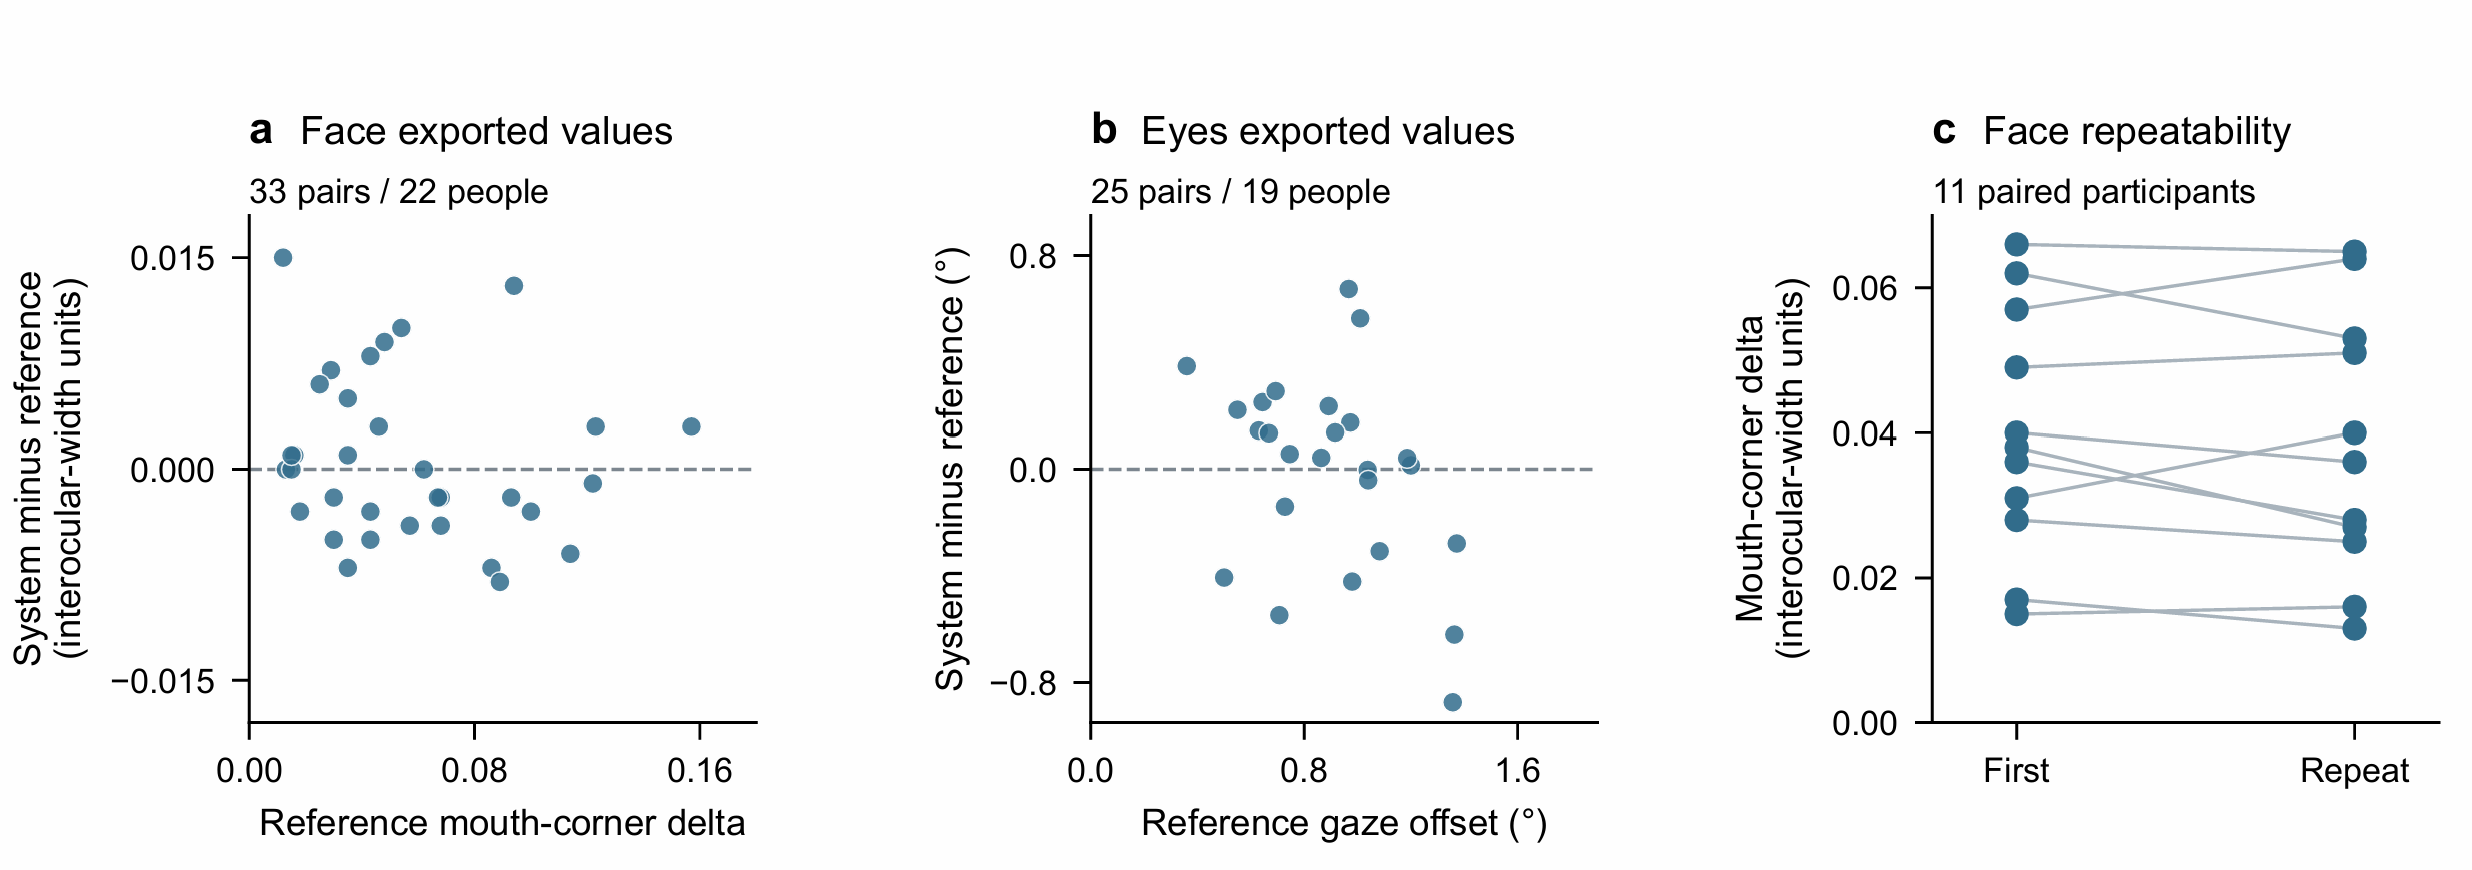 a Face exported values
33 pairs / 22 people
System minus reference
(interocular-width units)
0.015
0.000
−0.015
0.00 0.08 0.16
Reference mouth-corner delta
b Eyes exported values
25 pairs / 19 people
System minus reference (°)
0.8
0.0
−0.8
0.0 0.8 1.6
Reference gaze offset (°)
c Face repeatability
11 paired participants
Mouth-corner delta
(interocular-width units)
0.06
0.04
0.02
0.00
First Repeat